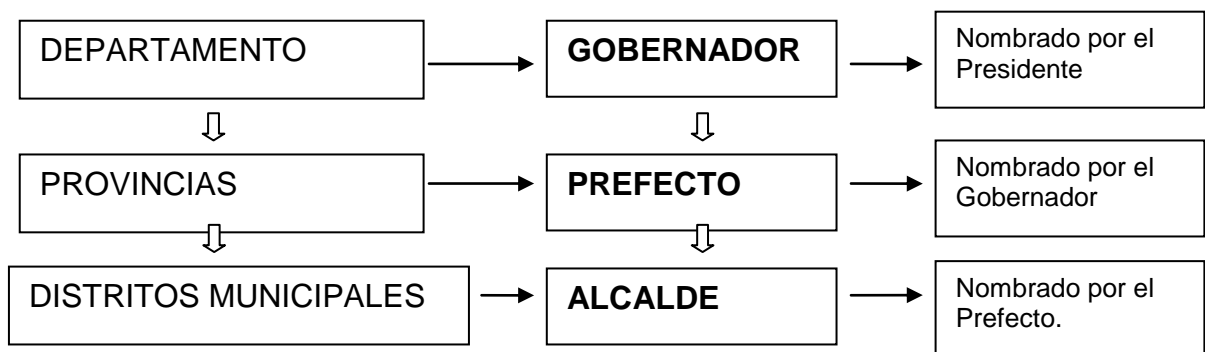 DEPARTAMENTO
GOBERNADOR
Nombrado por el
Presidente
PROVINCIAS
PREFECTO
Nombrado por el
Gobernador
DISTRITOS MUNICIPALES
ALCALDE
Nombrado por el
Prefecto.